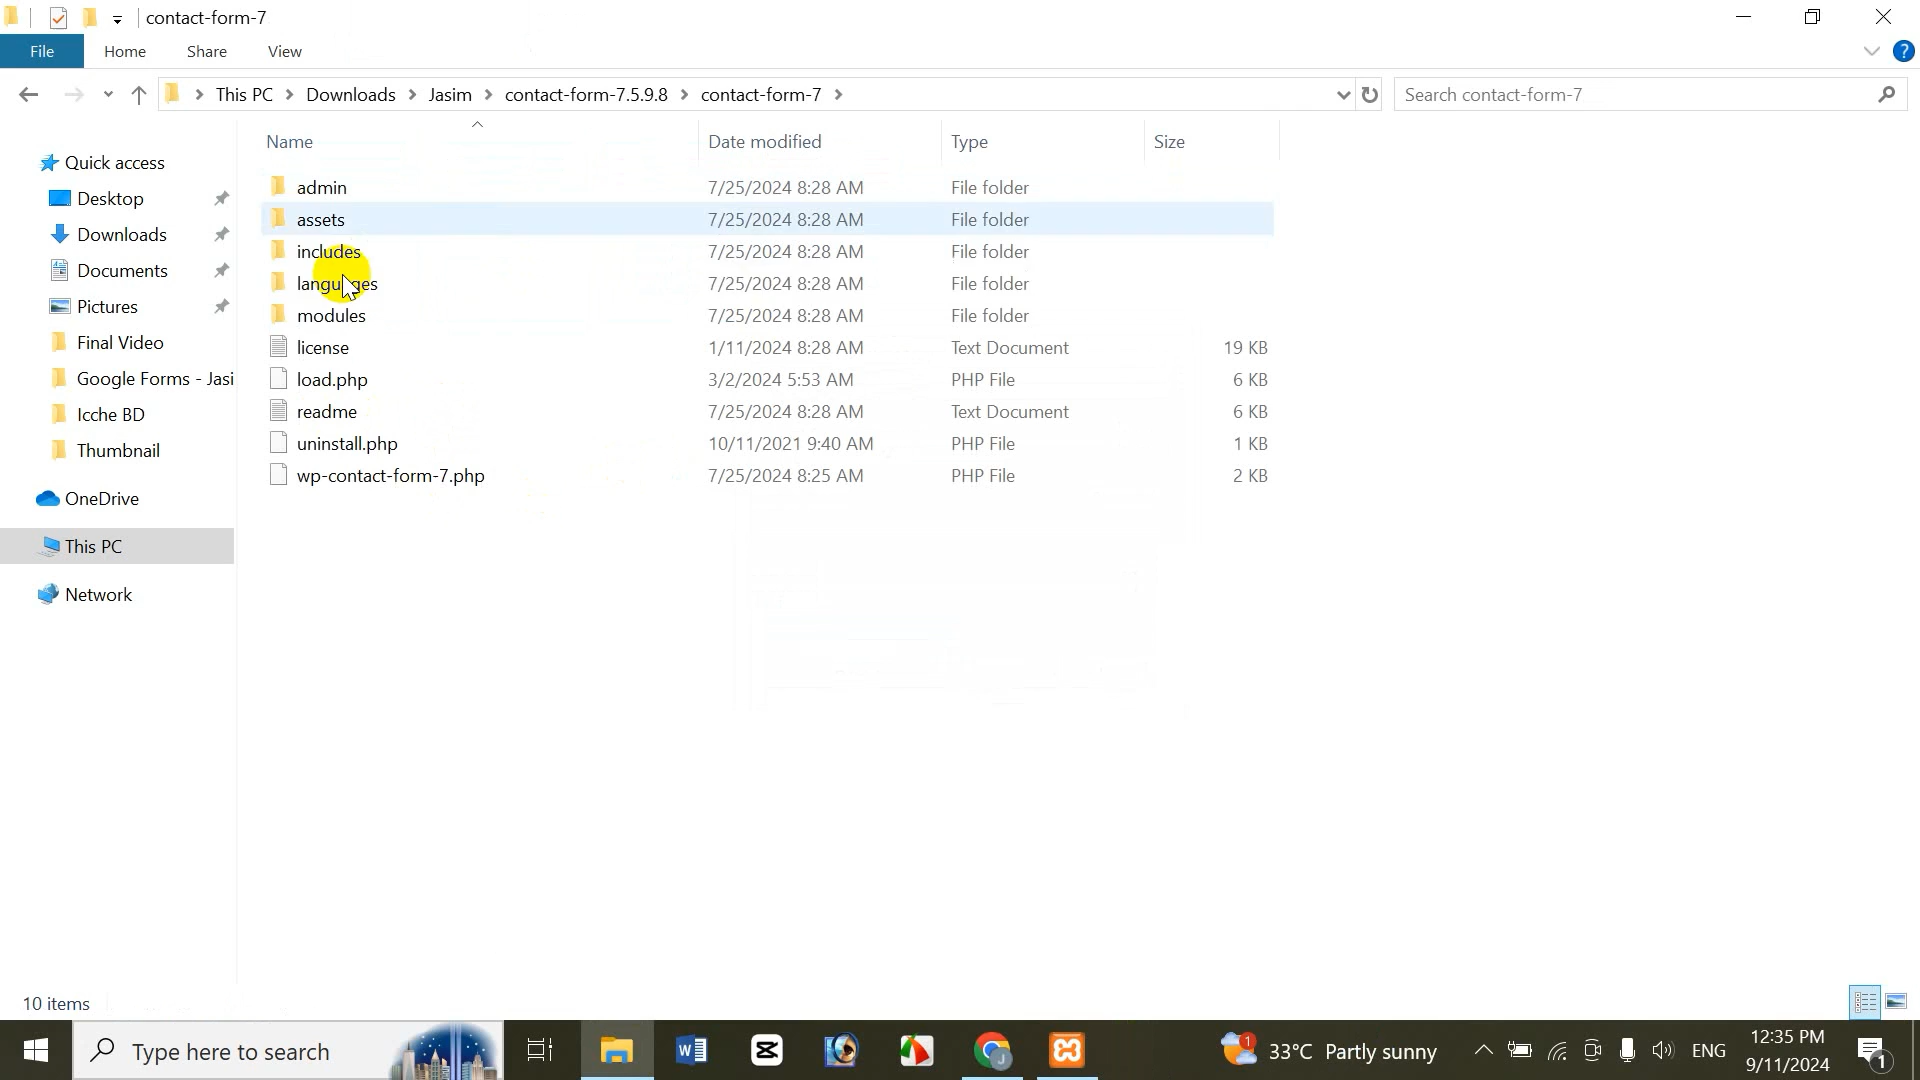 contact-form-7
File Home Share View
This PC Downloads Jasim contact-form-7.5.9.8 contact-form-7
Search contact-form-7
Name Date modified Type Size
Quick access
Desktop
Downloads
Documents
Pictures
Final Video
Google Forms - Jasi
Icche BD
Thumbnail
OneDrive
This PC
Network
admin 7/25/2024 8:28 AM File folder
assets 7/25/2024 8:28 AM File folder
includes 7/25/2024 8:28 AM File folder
languages 7/25/2024 8:28 AM File folder
modules 7/25/2024 8:28 AM File folder
license 1/11/2024 8:28 AM Text Document 19 KB
load.php 3/2/2024 5:53 AM PHP File 6 KB
readme 7/25/2024 8:28 AM Text Document 6 KB
uninstall.php 10/11/2021 9:40 AM PHP File 1 KB
wp-contact-form-7.php 7/25/2024 8:25 AM PHP File 2 KB
10 items
Type here to search
1
33°C Partly sunny
ENG
12:35 PM
9/11/2024
1